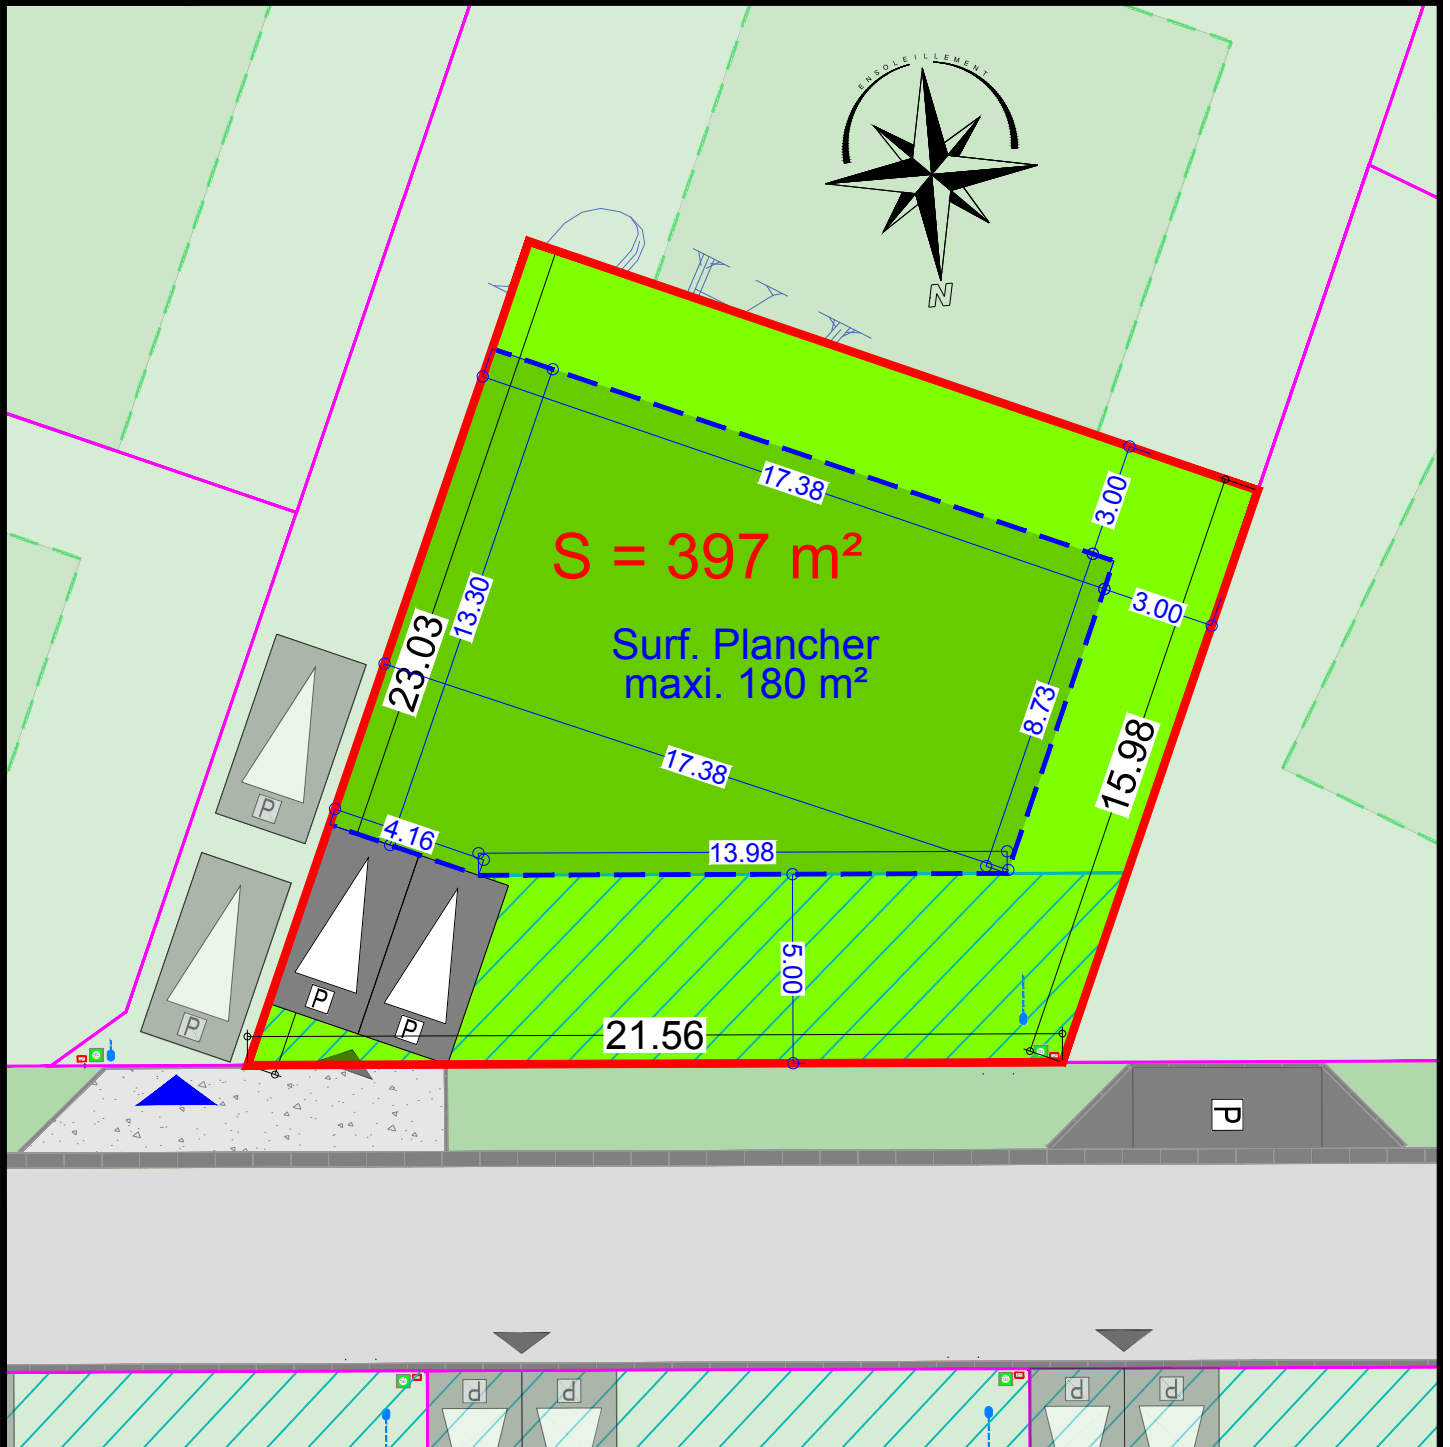 ENSOLEILLEMENT
N
17.38
3.00
S = 397 m²
13.30
3.00
23.03
Surf. Plancher
maxi. 180 m²
8.73
15.98
17.38
P
4.16
13.98
5.00
P
P
P
21.56
P
P
P
P
P